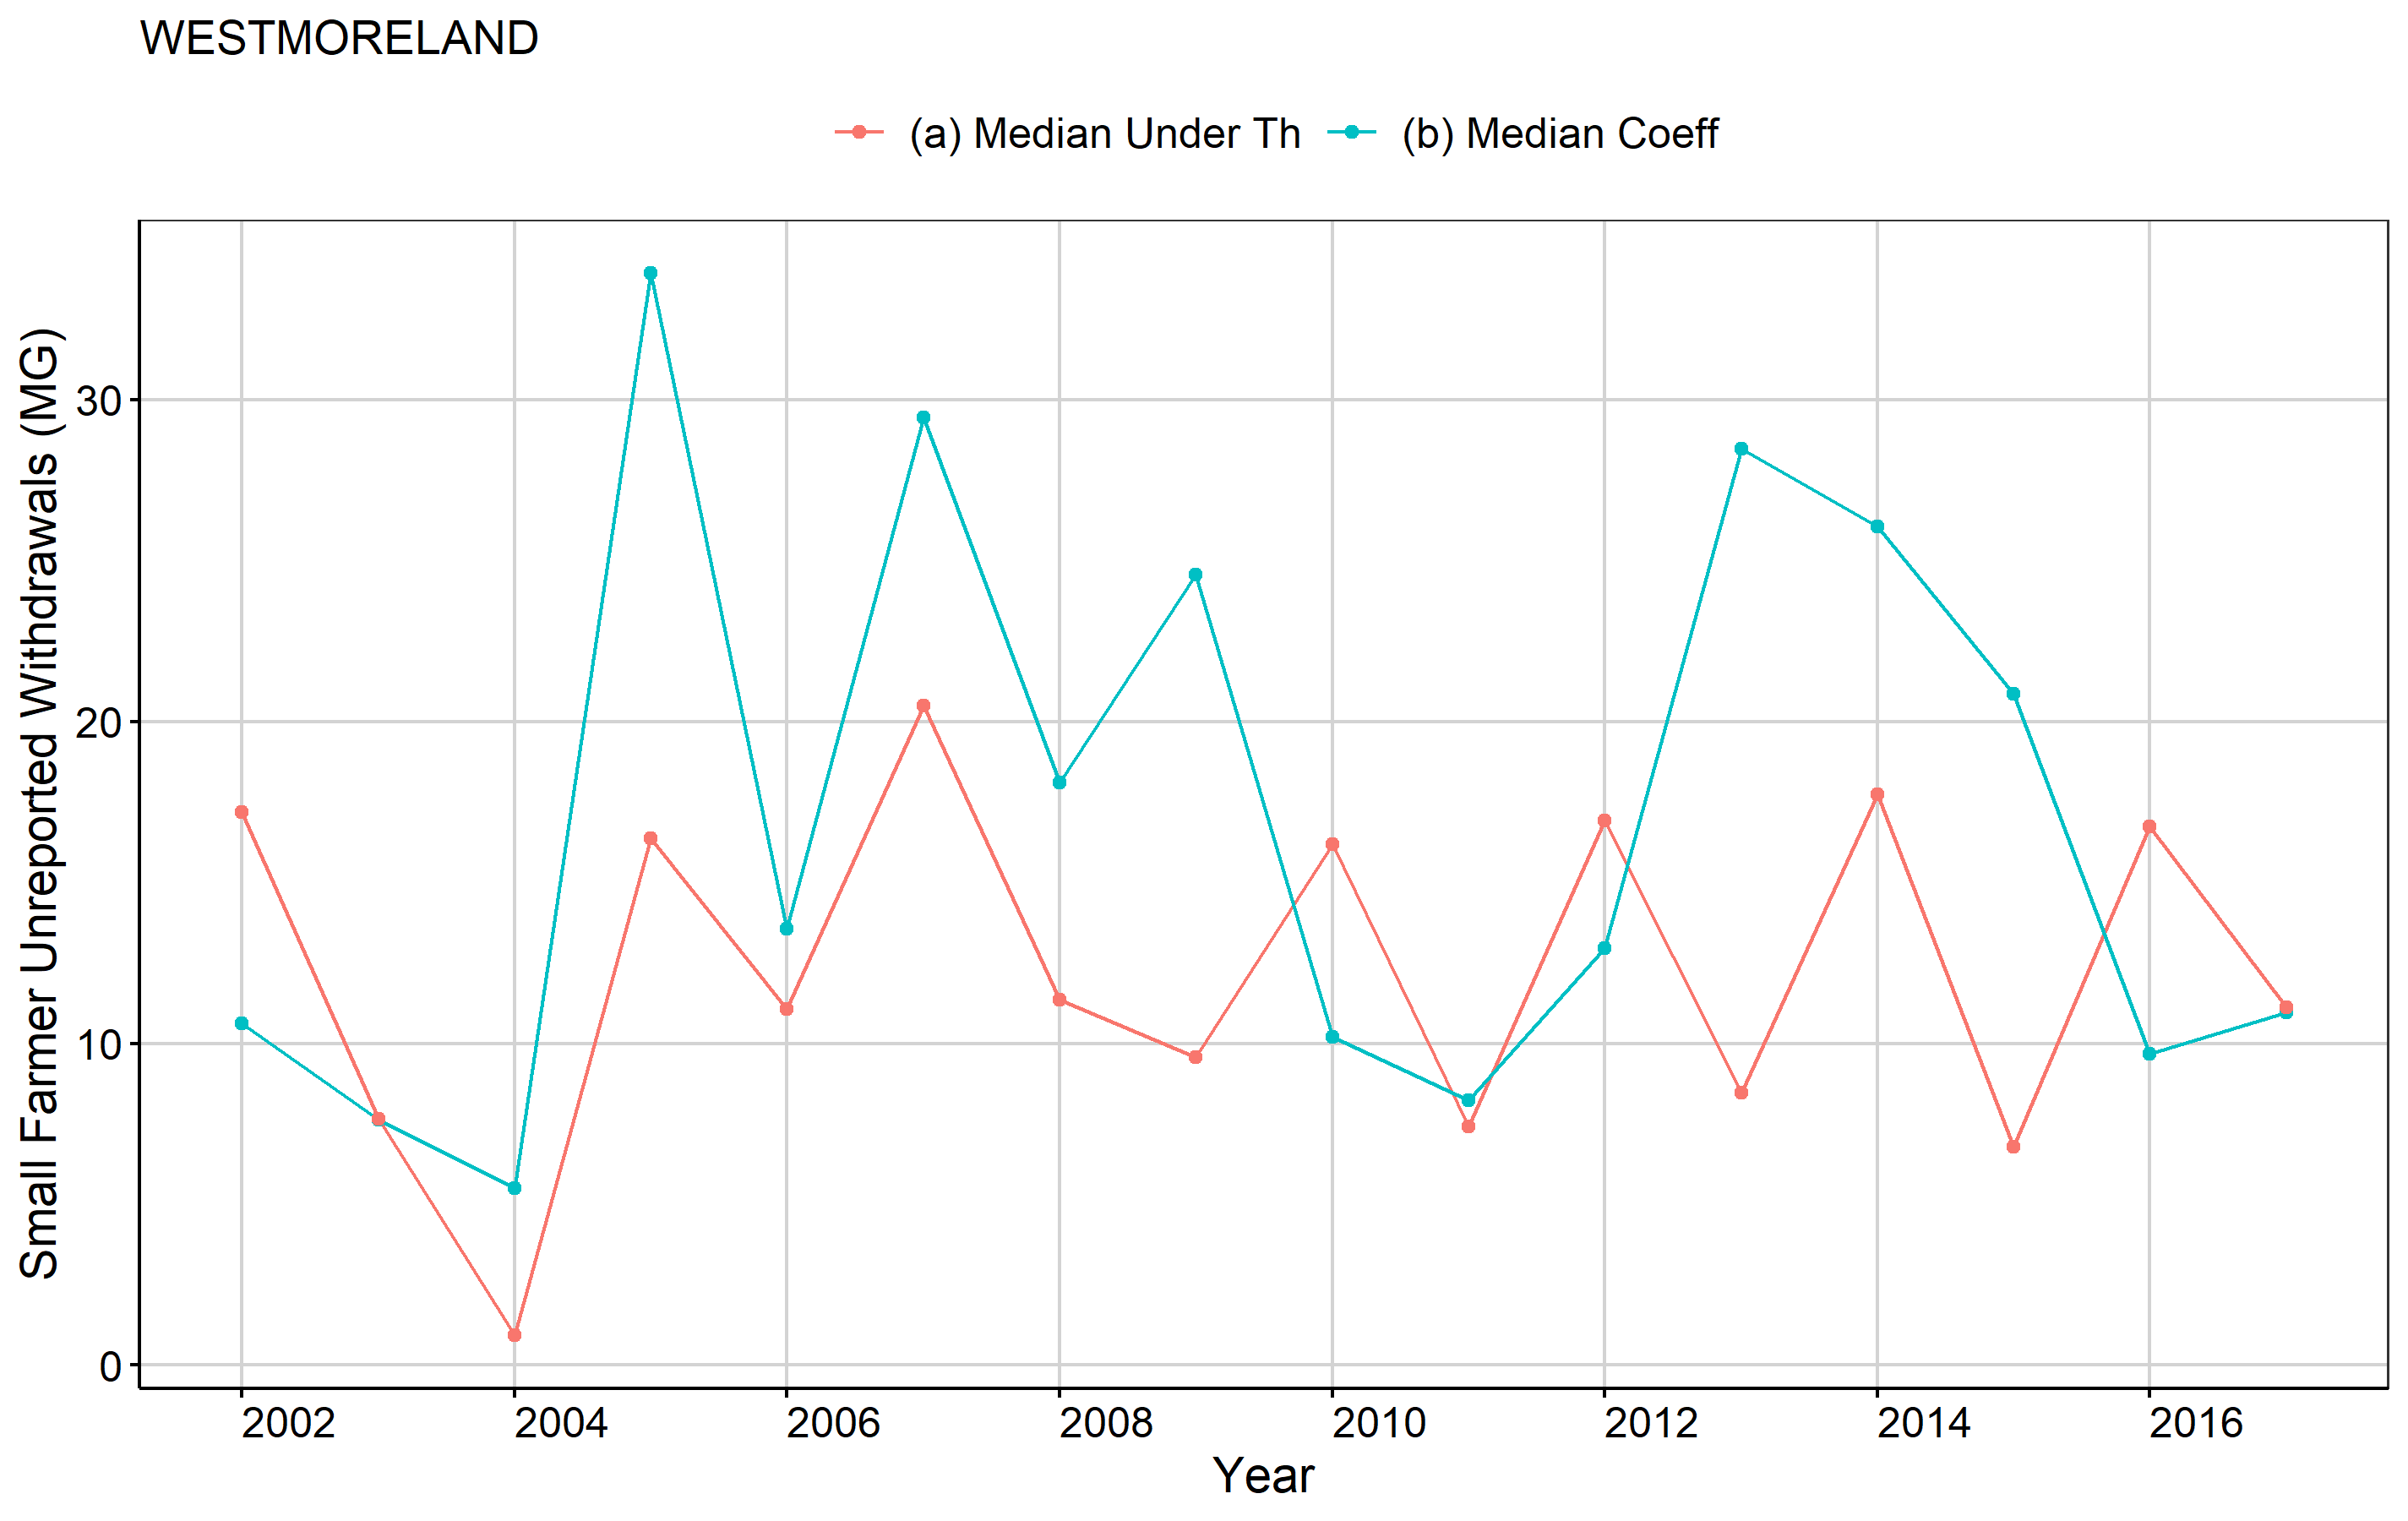 WESTMORELAND
(a) Median Under Th (b) Median Coeff
Small Farmer Unreported Withdrawals (MG)
30
20
10
0
2002 2004 2006 2008 2010 2012 2014 2016
Year